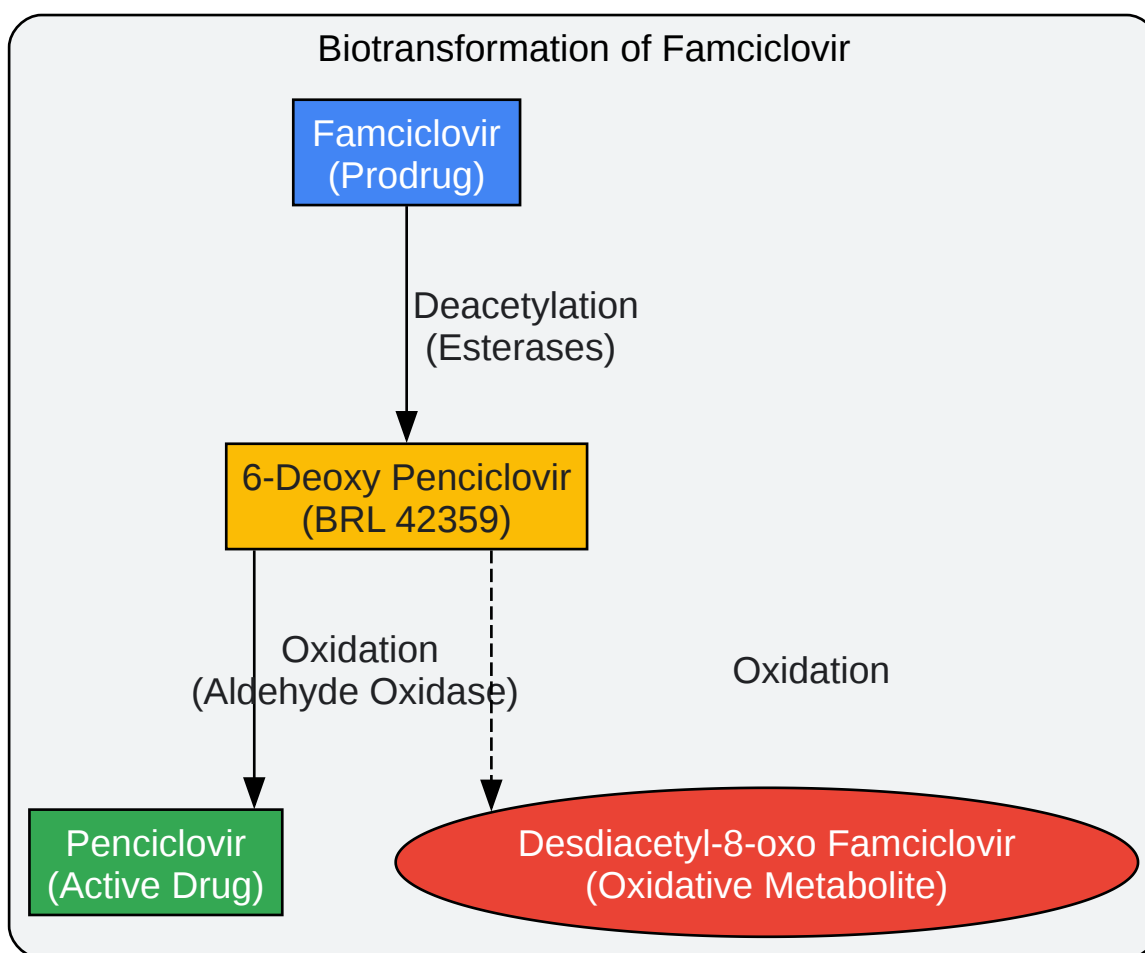 Biotransformation of Famciclovir
Famciclovir
(Prodrug)
Deacetylation
(Esterases)
6-Deoxy Penciclovir
(BRL 42359)
Oxidation
(Aldehyde Oxidase)
Oxidation
Penciclovir
(Active Drug)
Desdiacetyl-8-oxo Famciclovir
(Oxidative Metabolite)